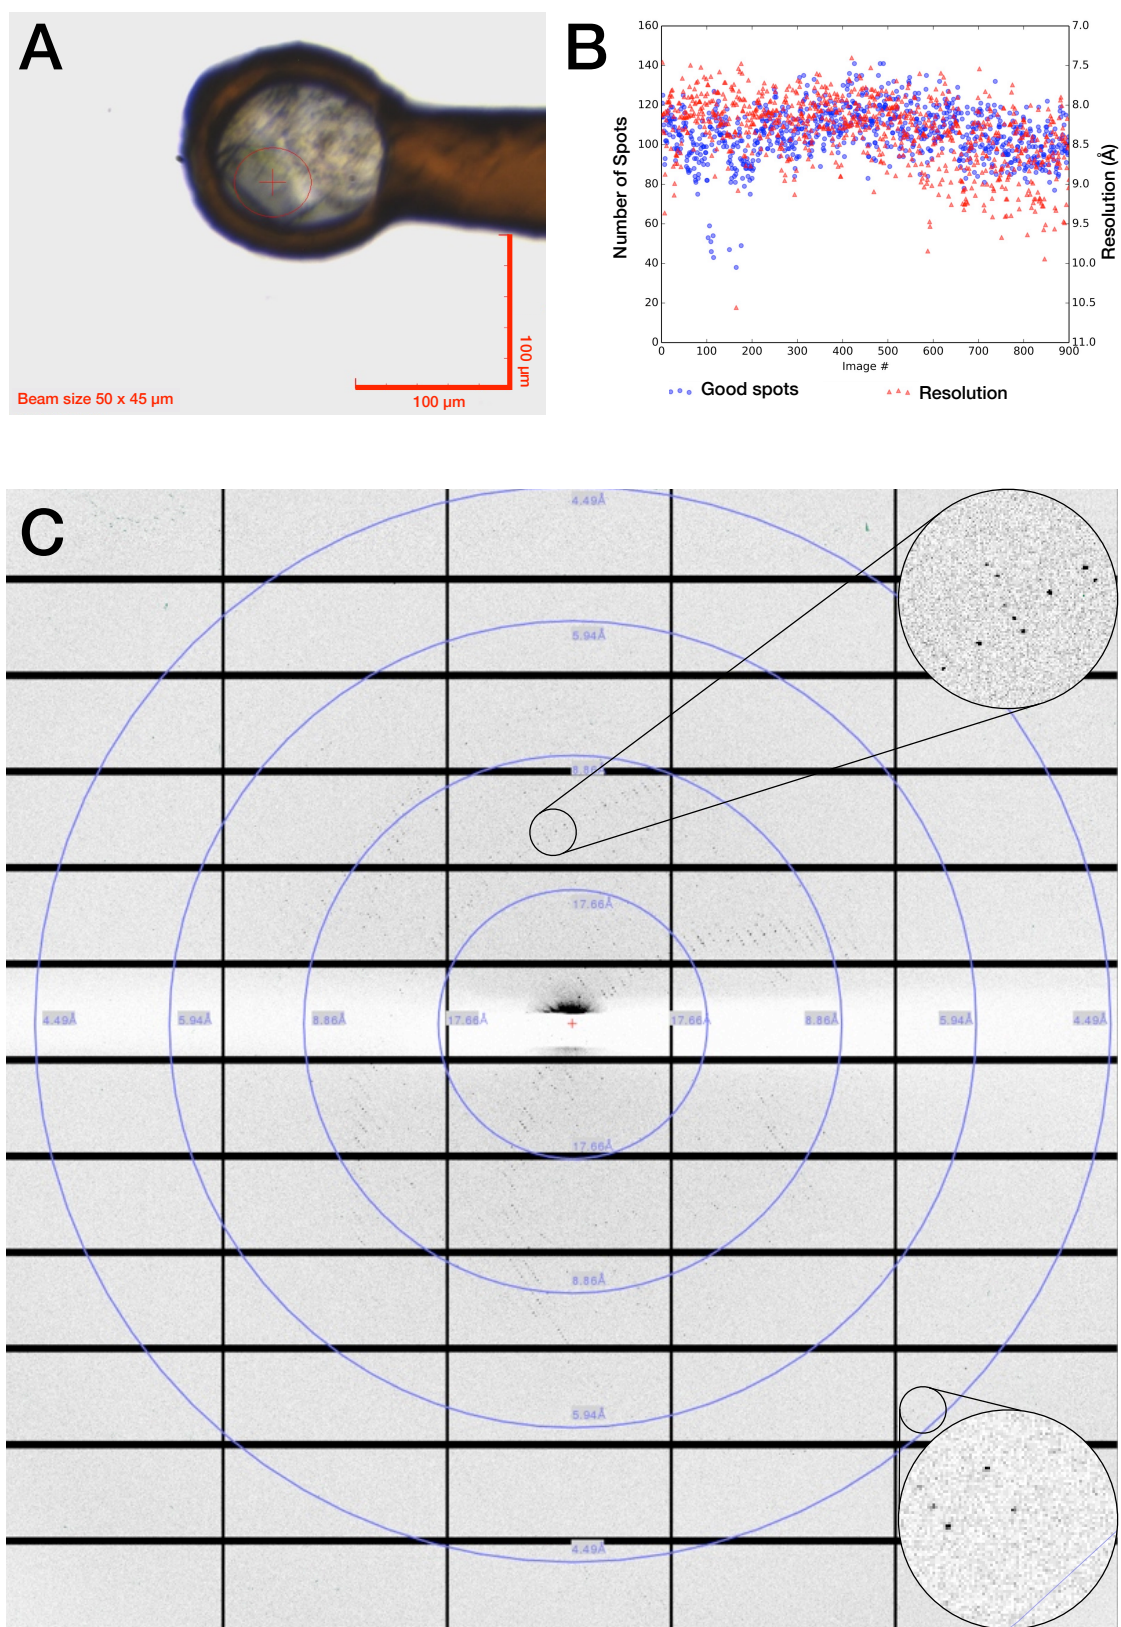 A
100 µm
100 µm
Beam size 50 x 45 µm
B
160
140
120
100
80
60
40
20
0
Number of Spots
7.0
7.5
8.0
8.5
9.0
9.5
10.0
10.5
11.0
Resolution (Å)
0 100 200 300 400 500 600 700 800 900
Image #
Good spots
Resolution
C
4.49Å
5.94Å
8.86Å
17.66Å
4.49Å 5.94Å 8.86Å 17.66Å 17.66Å 8.86Å 5.94Å 4.49Å
17.66Å
8.86Å
5.94Å
4.49Å